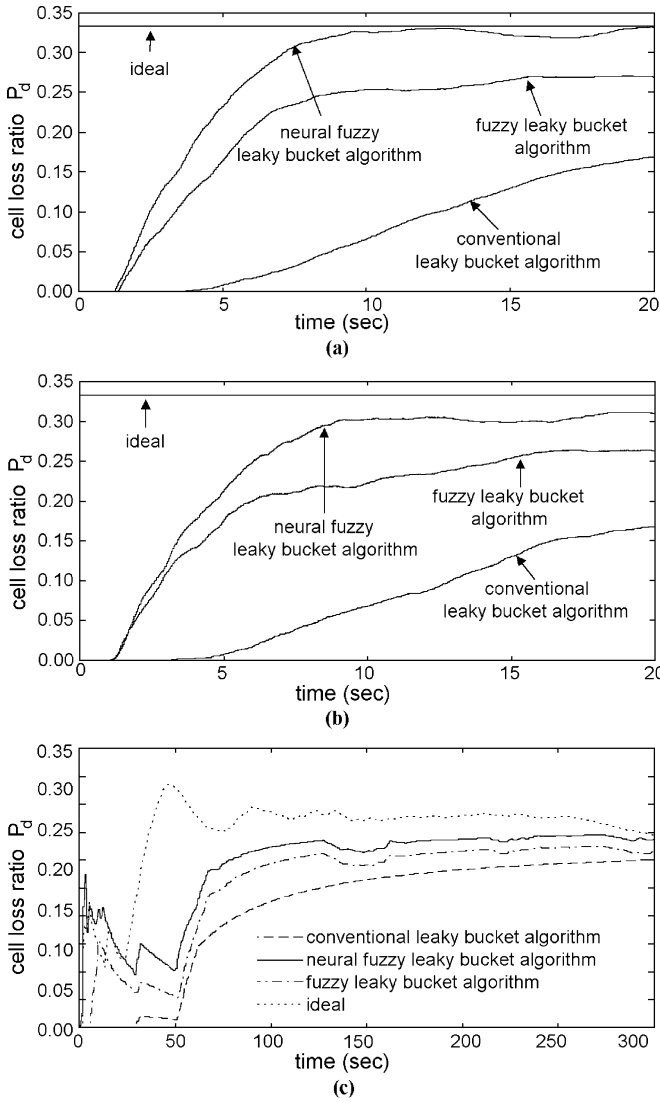 0.35
0.30
0.25
0.20
0.15
0.10
0.05
0.00
cell loss ratio Pd
ideal
neural fuzzy
leaky bucket algorithm
fuzzy leaky bucket
algorithm
conventional
leaky bucket algorithm
0 5 10 15 20
time (sec)
(a)
0.35
0.30
0.25
0.20
0.15
0.10
0.05
0.00
cell loss ratio Pd
ideal
neural fuzzy
leaky bucket algorithm
fuzzy leaky bucket
algorithm
conventional
leaky bucket algorithm
0 5 10 15 20
time (sec)
(b)
0.35
0.30
0.25
0.20
0.15
0.10
0.05
0.00
cell loss ratio Pd
conventional leaky bucket algorithm
neural fuzzy leaky bucket algorithm
fuzzy leaky bucket algorithm
ideal
0 50 100 150 200 250 300
time (sec)
(c)